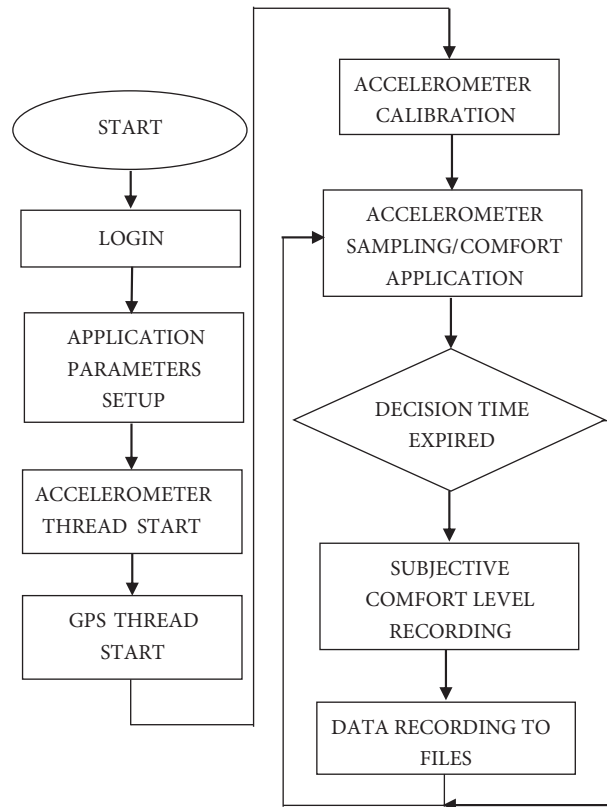 START
LOGIN
APPLICATION
PARAMETERS
SETUP
ACCELEROMETER
THREAD START
GPS THREAD
START
ACCELEROMETER
CALIBRATION
ACCELEROMETER
SAMPLING/COMFORT
APPLICATION
DECISION TIME
EXPIRED
SUBJECTIVE
COMFORT LEVEL
RECORDING
DATA RECORDING TO
FILES